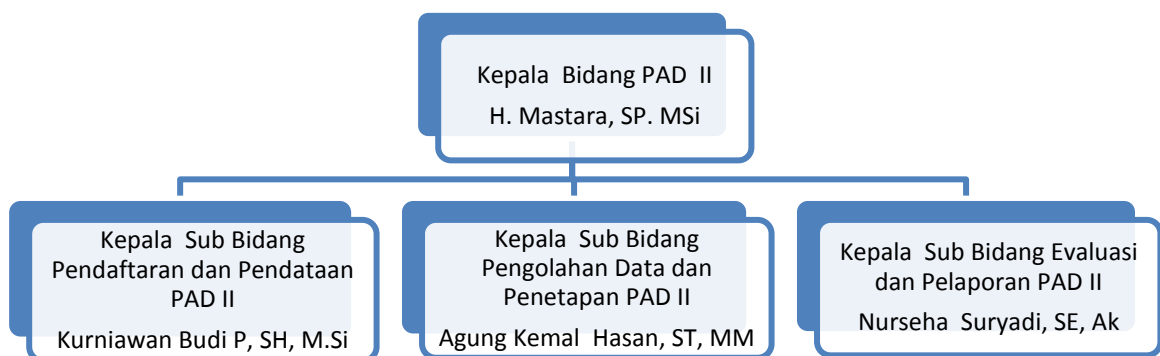 Kepala Bidang PAD II
H. Mastara, SP. MSi
Kepala Sub Bidang
Pendaftaran dan Pendataan
PAD II
Kurniawan Budi P, SH, M.Si
Kepala Sub Bidang
Pengolahan Data dan
Penetapan PAD II
Agung Kemal Hasan, ST, MM
Kepala Sub Bidang Evaluasi
dan Pelaporan PAD II
Nurseha Suryadi, SE, Ak